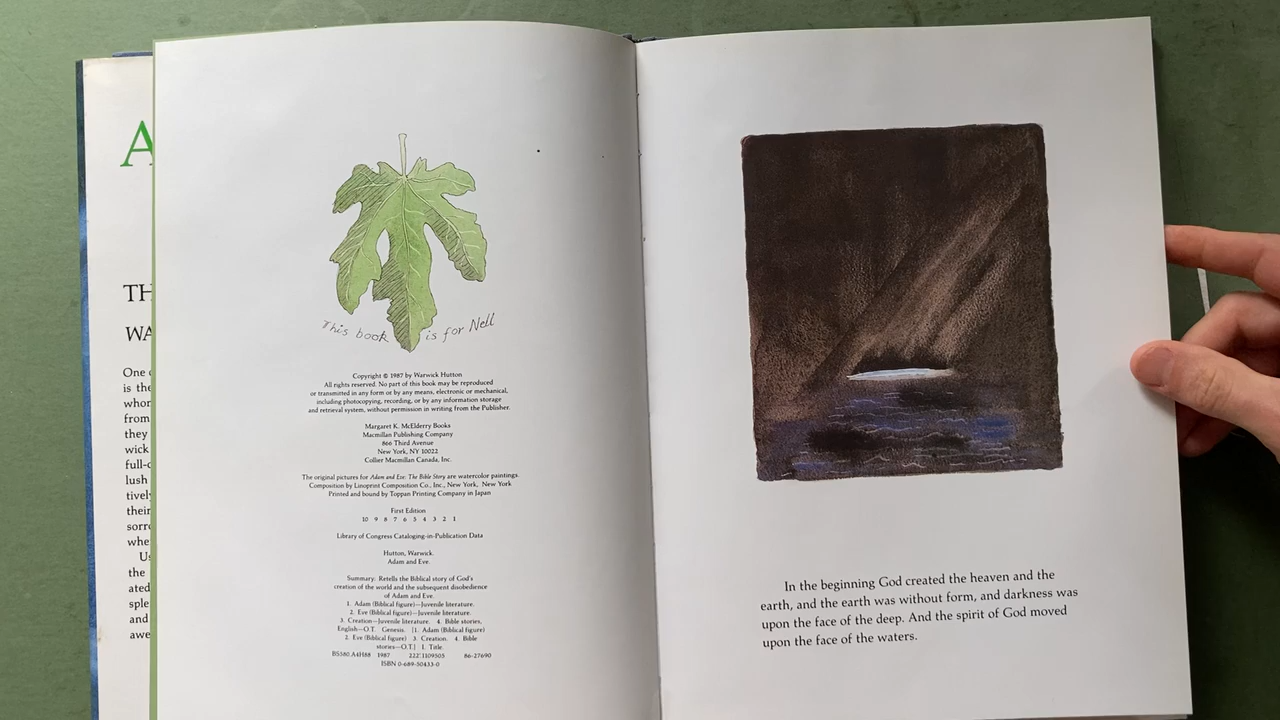 A
TH
WA
One
is the
whom
from
they
wick
full-c
lush
tively
their
sorro
whe
Us
the
ated
sple
and
awe
This book is for Nell
Copyright © 1987 by Warwick Hutton
All rights reserved. No part of this book may be reproduced
or transmitted in any form or by any means, electronic or mechanical,
including photocopying, recording, or by any information storage
and retrieval system, without permission in writing from the Publisher.
Margaret K. McElderry Books
Macmillan Publishing Company
866 Third Avenue
New York, NY 10022
Collier Macmillan Canada, Inc.
The original pictures for Adam and Eve: The Bible Story are watercolor paintings.
Composition by Linoprint Composition Co., Inc., New York, New York
Printed and bound by Toppan Printing Company in Japan
First Edition
10 9 8 7 6 5 4 3 2 1
Library of Congress Cataloging-in-Publication Data
Hutton, Warwick.
Adam and Eve.
Summary: Retells the Biblical story of God's
creation of the world and the subsequent disobedience
of Adam and Eve.
1. Adam (Biblical figure)—Juvenile literature.
2. Eve (Biblical figure)—Juvenile literature.
3. Creation—Juvenile literature. 4. Bible stories,
English—O.T. Genesis. [1. Adam (Biblical figure)
2. Eve (Biblical figure) 3. Creation. 4. Bible
stories—O.T.] I. Title.
BS580.A4H88 1987 222'.1109505 86-27690
ISBN 0-689-50433-0
In the beginning God created the heaven and the
earth, and the earth was without form, and darkness was
upon the face of the deep. And the spirit of God moved
upon the face of the waters.